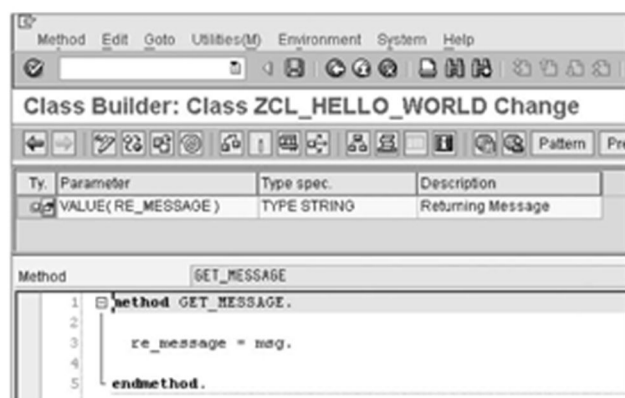 Method Edit Goto Utilities(M) Environment System Help
Class Builder: Class ZCL_HELLO_WORLD Change
Pattern Pre
Ty. Parameter Type spec. Description
VALUE( RE_MESSAGE ) TYPE STRING Returning Message
Method GET_MESSAGE
1 method GET_MESSAGE.
2
3 re_message = msg.
4
5 endmethod.